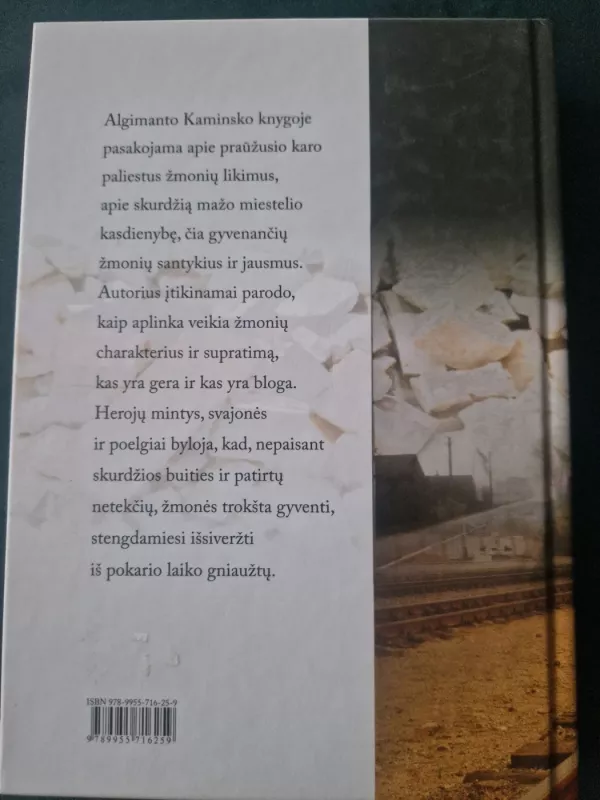 Algimanto Kaminsko knygoje
pasakojama apie praūžusio karo
paliestus žmonių likimus,
apie skurdžią mažo miestelio
kasdienybę, čia gyvenančių
žmonių santykius ir jausmus.
Autorius įtikinamai parodo,
kaip aplinka veikia žmonių
charakterius ir supratimą,
kas yra gera ir kas yra bloga.
Herojų mintys, svajonės
ir poelgiai byloja, kad, nepaisant
skurdžios buities ir patirtų
netekčių, žmonės trokšta gyventi,
stengdamiesi išsiveržti
iš pokario laiko gniaužtų.
ISBN 978-9955-716-25-9
9 789955 716259